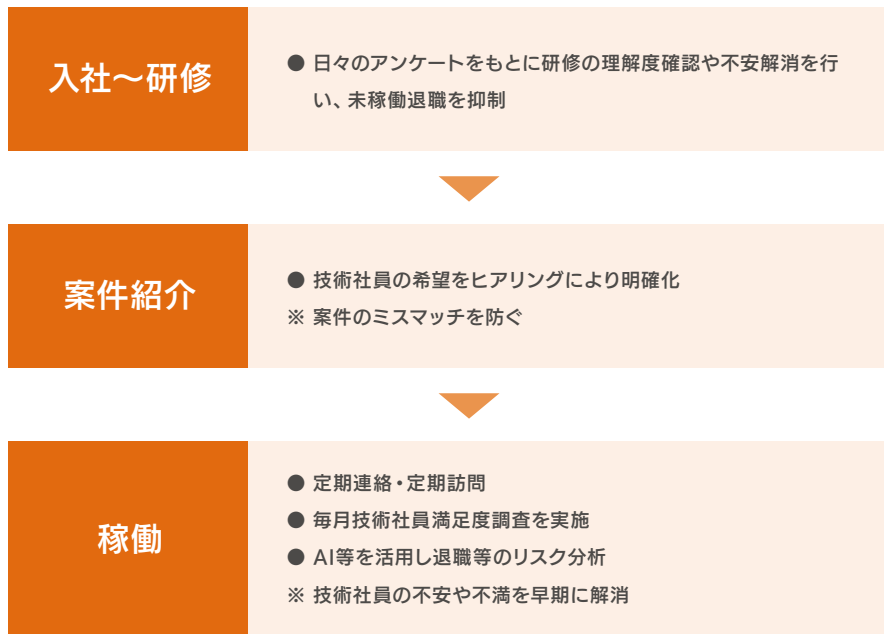 入社～研修
● 日々のアンケートをもとに研修の理解度確認や不安解消を行
い、未稼働退職を抑制
案件紹介
● 技術社員の希望をヒアリングにより明確化
※ 案件のミスマッチを防ぐ
稼働
● 定期連絡・定期訪問
● 毎月技術社員満足度調査を実施
● AI等を活用し退職等のリスク分析
※ 技術社員の不安や不満を早期に解消